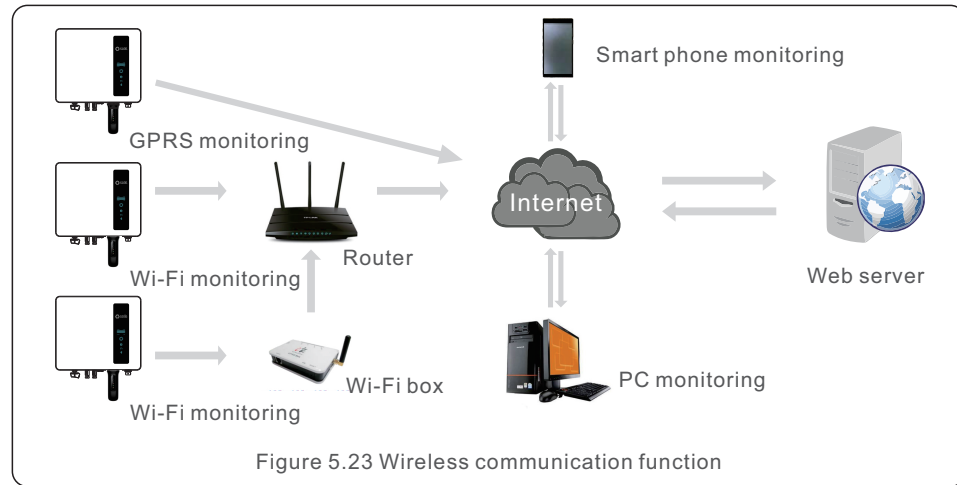 Smart phone monitoring
GPRS monitoring
Internet
Router
Wi-Fi monitoring
Web server
Wi-Fi box
PC monitoring
Wi-Fi monitoring
Figure 5.23 Wireless communication function